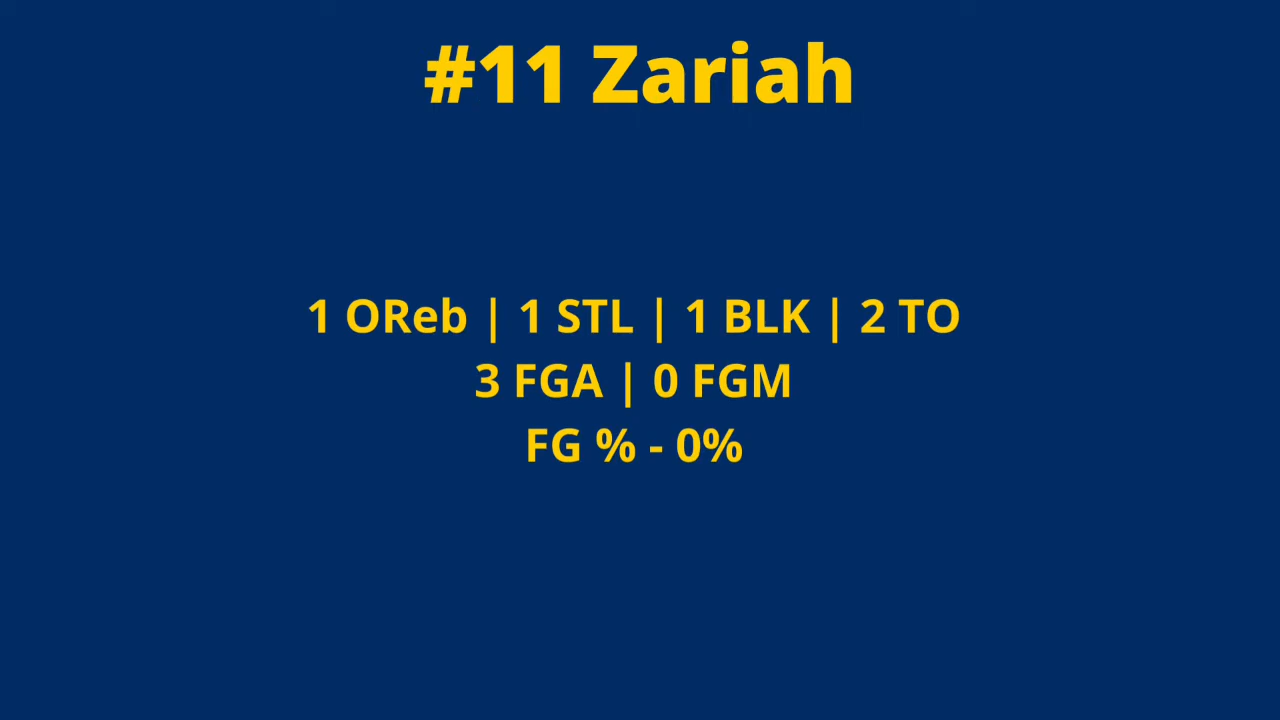 #11 Zariah
1 OReb | 1 STL | 1 BLK | 2 TO
3 FGA | 0 FGM
FG % - 0%